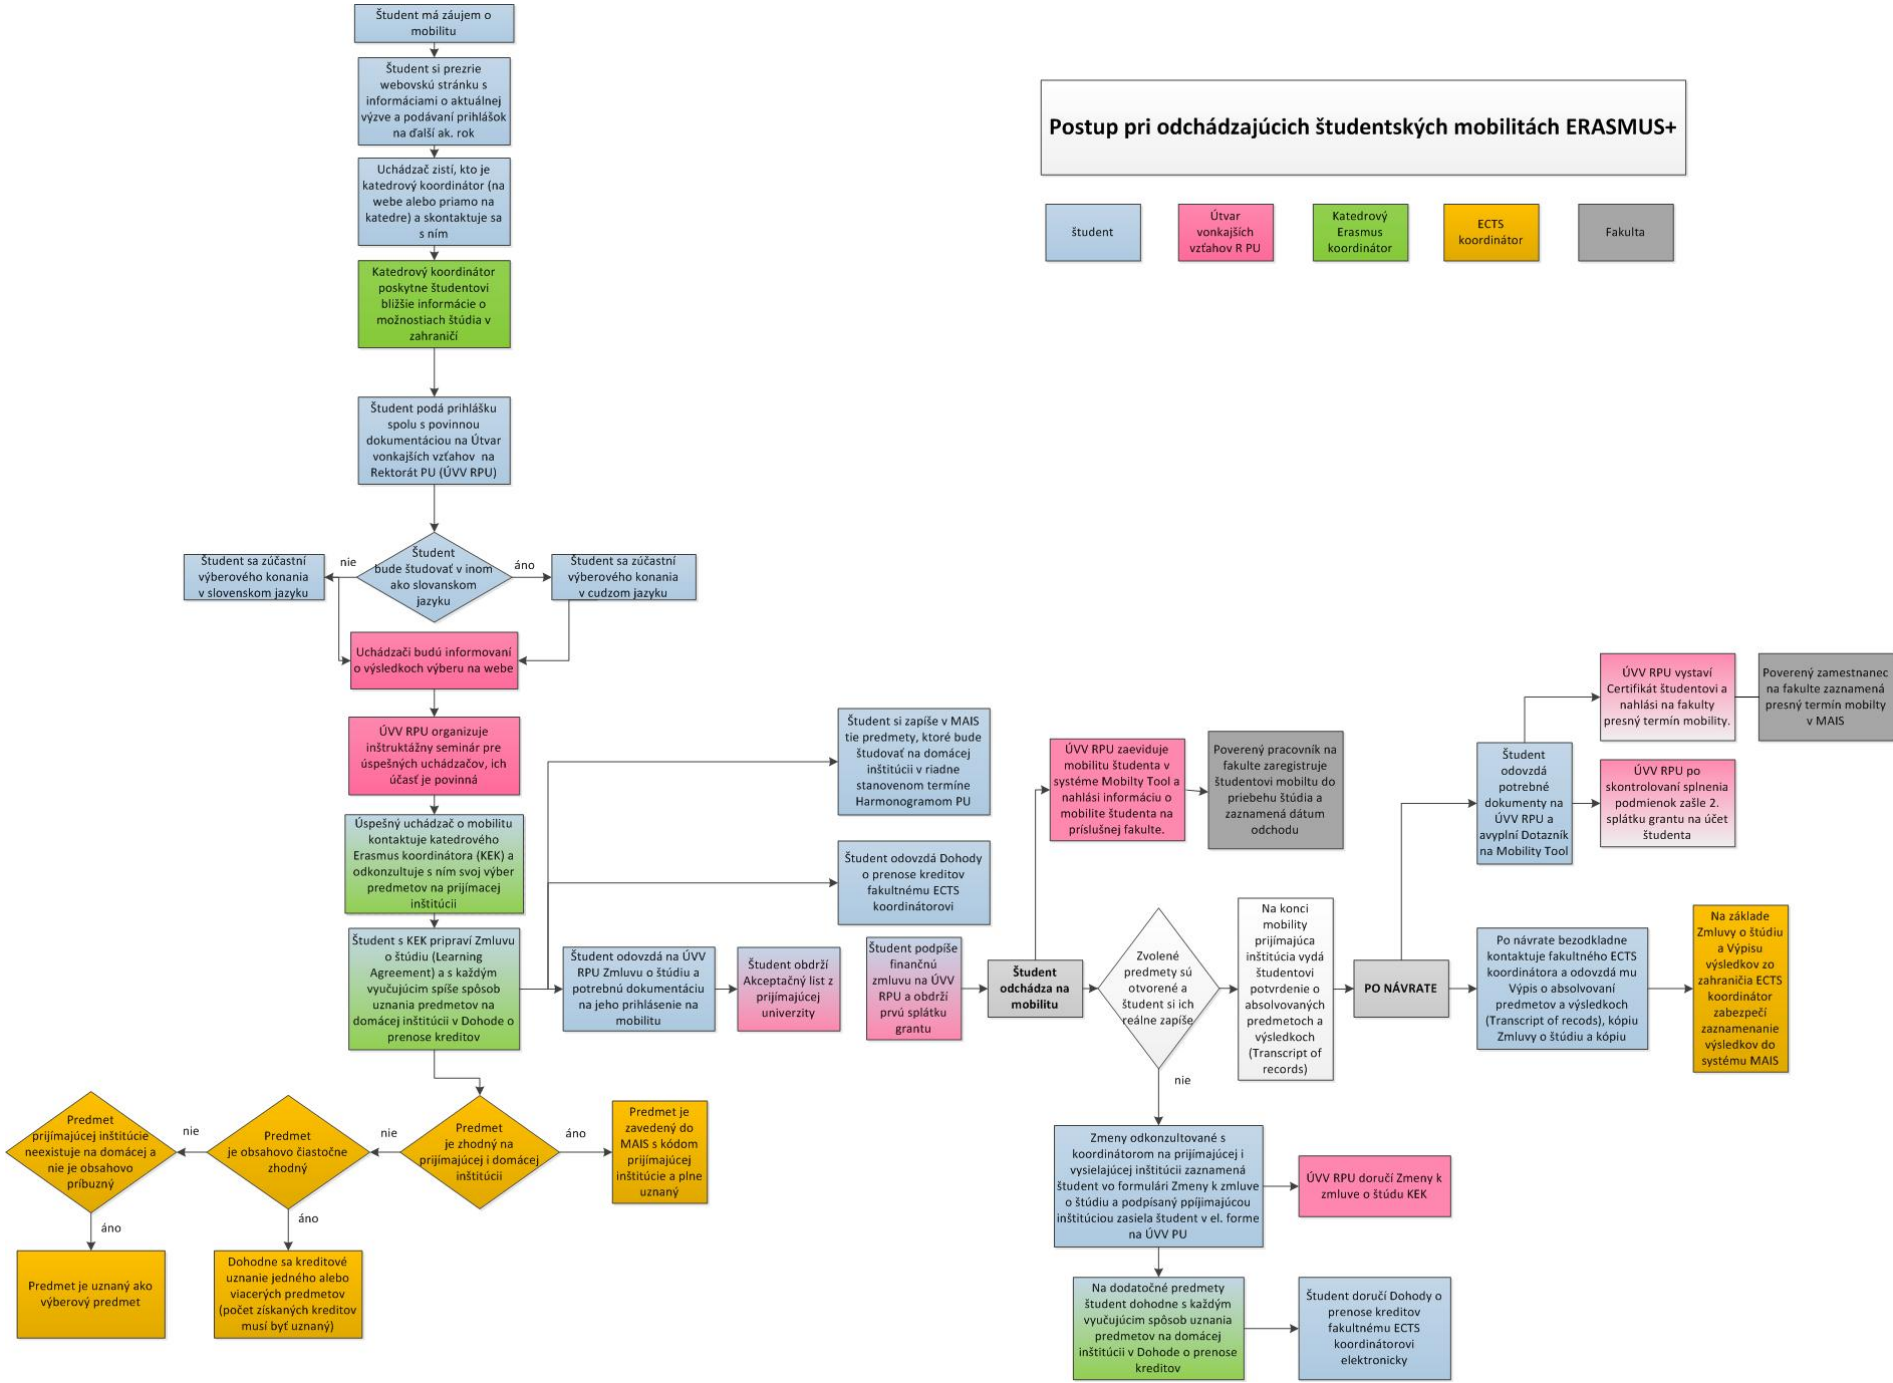 Študent má záujem o
mobilitu
Študent si prezrie
webovskú stránku s
informáciami o aktuálnej
výzve a podávaní prihlášok
na ďalší ak. rok
Uchádzač zistí, kto je
katedrový koordinátor (na
webe alebo priamo na
katedre) a skontaktuje sa
s ním
Katedrový koordinátor
poskytne študentovi
bližšie informácie o
možnostiach štúdia v
zahraničí
Študent podá prihlášku
spolu s povinnou
dokumentáciou na Útvar
vonkajších vzťahov na
Rektorát PU (ÚVV RPU)
Postup pri odchádzajúcich študentských mobilitách ERASMUS+
študent
Útvar
vonkajších
vzťahov R PU
Katedrový
Erasmus
koordinátor
ECTS
koordinátor
Fakulta
Študent
bude študovať v inom
ako slovanskom
jazyku
nie
áno
Študent sa zúčastní
výberového konania
v slovenskom jazyku
Študent sa zúčastní
výberového konania
v cudzom jazyku
Uchádzači budú informovaní
o výsledkoch výberu na webe
ÚVV RPU organizuje
inštruktážny seminár pre
úspešných uchádzačov, ich
účasť je povinná
Úspešný uchádzač o mobilitu
kontaktuje katedrového
Erasmus koordinátora (KEK) a
odkonzultuje s ním svoj výber
predmetov na prijímacej
inštitúcii
Študent s KEK pripraví Zmluvu
o štúdiu (Learning
Agreement) a s každým
vyučujúcim spíše spôsob
uznania predmetov na
domácej inštitúcii v Dohode o
prenose kreditov
Študent si zapíše v MAIS
tie predmety, ktoré bude
študovať na domácej
inštitúcii v riadne
stanovenom termíne
Harmonogramom PU
Študent odovzdá Dohody
o prenose kreditov
fakultnému ECTS
koordinátorovi
Študent odovzdá na ÚVV
RPU Zmluvu o štúdiu a
potrebnú dokumentáciu
na jeho prihlásenie na
mobilitu
Študent obdrží
Akceptačný list z
prijímajúcej
univerzity
Predmet
je zhodný na
prijímajúcej i domácej
inštitúcii
áno
Predmet je
zavedený do
MAIS s kódom
prijímajúcej
inštitúcie a plne
uznaný
nie
Predmet
je obsahovo čiastočne
zhodný
nie
Predmet
prijímajúcej inštitúcie
neexistuje na domácej a
nie je obsahovo
príbuzný
áno
áno
Predmet je uznaný ako
výberový predmet
Dohodne sa kreditové
uznanie jedného alebo
viacerých predmetov
(počet získaných kreditov
musí byť uznaný)
Študent podpíše
finančnú
zmluvu na ÚVV
RPU a obdrží
prvú splátku
grantu
Študent
odchádza na
mobilitu
ÚVV RPU zaeviduje
mobilitu študenta v
systéme Mobilty Tool a
nahlási informáciu o
mobilite študenta na
príslušnej fakulte.
Poverený pracovník na
fakulte zaregistruje
študentovi mobiltu do
priebehu štúdia a
zaznamená dátum
odchodu
Zvolené
predmety sú
otvorené a
študent si ich
reálne zapíše
nie
Na konci
mobility
prijímajúca
inštitúcia vydá
študentovi
potvrdenie o
absolvovaných
predmetoch a
výsledkoch
(Transcript of
records)
PO NÁVRATE
Zmeny odkonzultované s
koordinátorom na prijímajúcej i
vysielajúcej inštitúcii zaznamená
študent vo formulári Zmeny k zmluve
o štúdiu a podpísaný ppíjimajúcou
inštitúciou zasiela študent v el. forme
na ÚVV PU
ÚVV RPU doručí Zmeny k
zmluve o štúdu KEK
Na dodatočné predmety
študent dohodne s každým
vyučujúcim spôsob uznania
predmetov na domácej
inštitúcii v Dohode o prenose
kreditov
Študent doručí Dohody o
prenose kreditov
fakultnému ECTS
koordinátorovi
elektronicky
Študent
odovzdá
potrebné
dokumenty na
ÚVV RPU a
avyplní Dotazník
na Mobility Tool
ÚVV RPU vystaví
Certifikát študentovi a
nahlási na fakulty
presný termín mobility.
Poverený zamestnanec
na fakulte zaznamená
presný termín mobilty
v MAIS
ÚVV RPU po
skontrolovaní splnenia
podmienok zašle 2.
splátku grantu na účet
študenta
Po návrate bezodkladne
kontaktuje fakultného ECTS
koordinátora a odovzdá mu
Výpis o absolvovaní
predmetov a výsledkoch
(Transcript of recods), kópiu
Zmluvy o štúdiu a kópiu
Na základe
Zmluvy o štúdiu
a Výpisu
výsledkov zo
zahraničia ECTS
koordinátor
zabezpečí
zaznamenanie
výsledkov do
systému MAIS